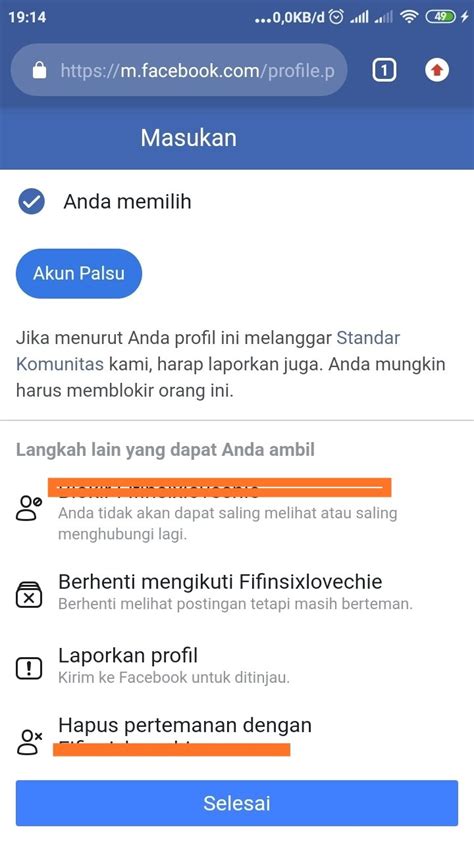 19:14
...0,0KB/d
49
https://m.facebook.com/profile.p
1
Masukan
Anda memilih
Akun Palsu
Jika menurut Anda profil ini melanggar Standar
Komunitas kami, harap laporkan juga. Anda mungkin
harus memblokir orang ini.
Langkah lain yang dapat Anda ambil
Anda tidak akan dapat saling melihat atau saling
menghubungi lagi.
Berhenti mengikuti Fifinsixlovechie
Berhenti melihat postingan tetapi masih berteman.
Laporkan profil
Kirim ke Facebook untuk ditinjau.
Hapus pertemanan dengan
Selesai